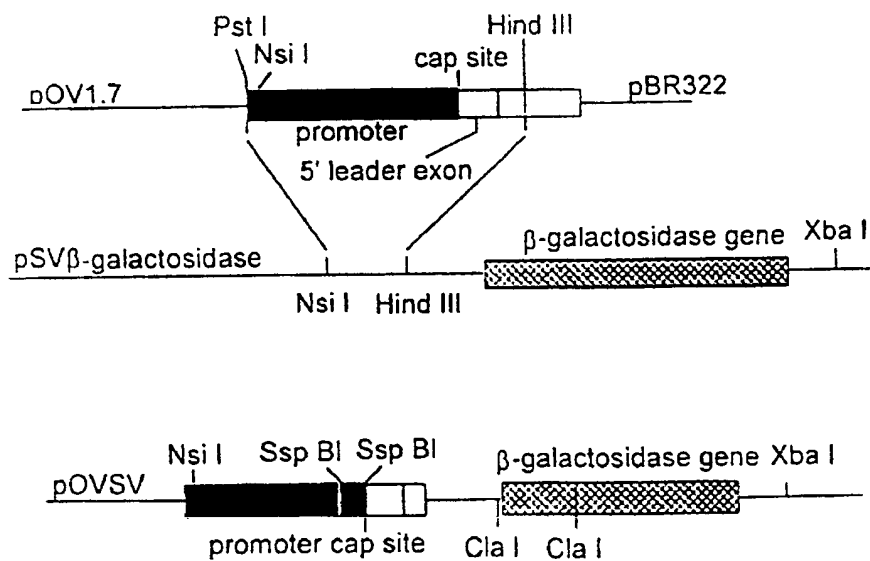 Pst I
Hind III
Nsi I
cap site
pOV1.7
pBR322
promoter
5' leader exon
pSVβ-galactosidase
β-galactosidase gene
Xba I
Nsi I
Hind III
Nsi I
Ssp BI
Ssp BI
β-galactosidase gene
Xba I
pOVSV
promoter
cap site
Cla I
Cla I